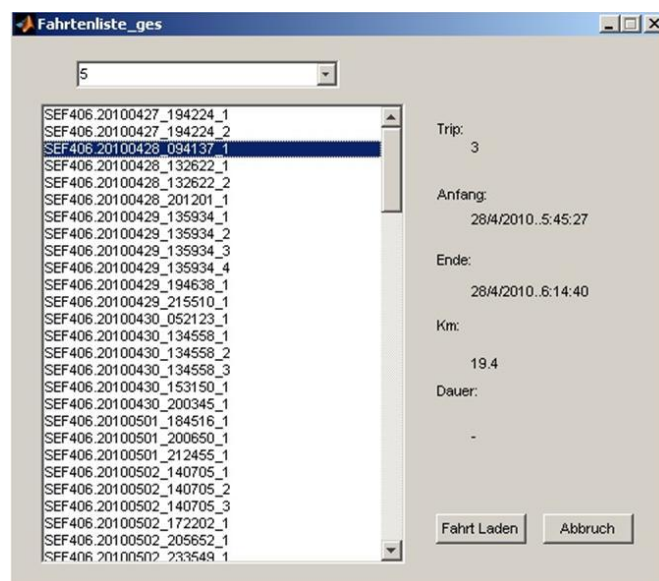 Fahrtenliste_ges
5
SEF406.20100427_194224_1
SEF406.20100427_194224_2
SEF406.20100428_094137_1
SEF406.20100428_132622_1
SEF406.20100428_132622_2
SEF406.20100428_201201_1
SEF406.20100429_135934_1
SEF406.20100429_135934_2
SEF406.20100429_135934_3
SEF406.20100429_135934_4
SEF406.20100429_194638_1
SEF406.20100429_215510_1
SEF406.20100430_052123_1
SEF406.20100430_134558_1
SEF406.20100430_134558_2
SEF406.20100430_134558_3
SEF406.20100430_153150_1
SEF406.20100430_200345_1
SEF406.20100501_184516_1
SEF406.20100501_200650_1
SEF406.20100501_212455_1
SEF406.20100502_140705_1
SEF406.20100502_140705_2
SEF406.20100502_140705_3
SEF406.20100502_172202_1
SEF406.20100502_205652_1
SEF406.20100502_233549_1
Trip:
3
Anfang:
28/4/2010..5:45:27
Ende:
28/4/2010..6:14:40
Km:
19.4
Dauer:
-
Fahrt Laden
Abbruch